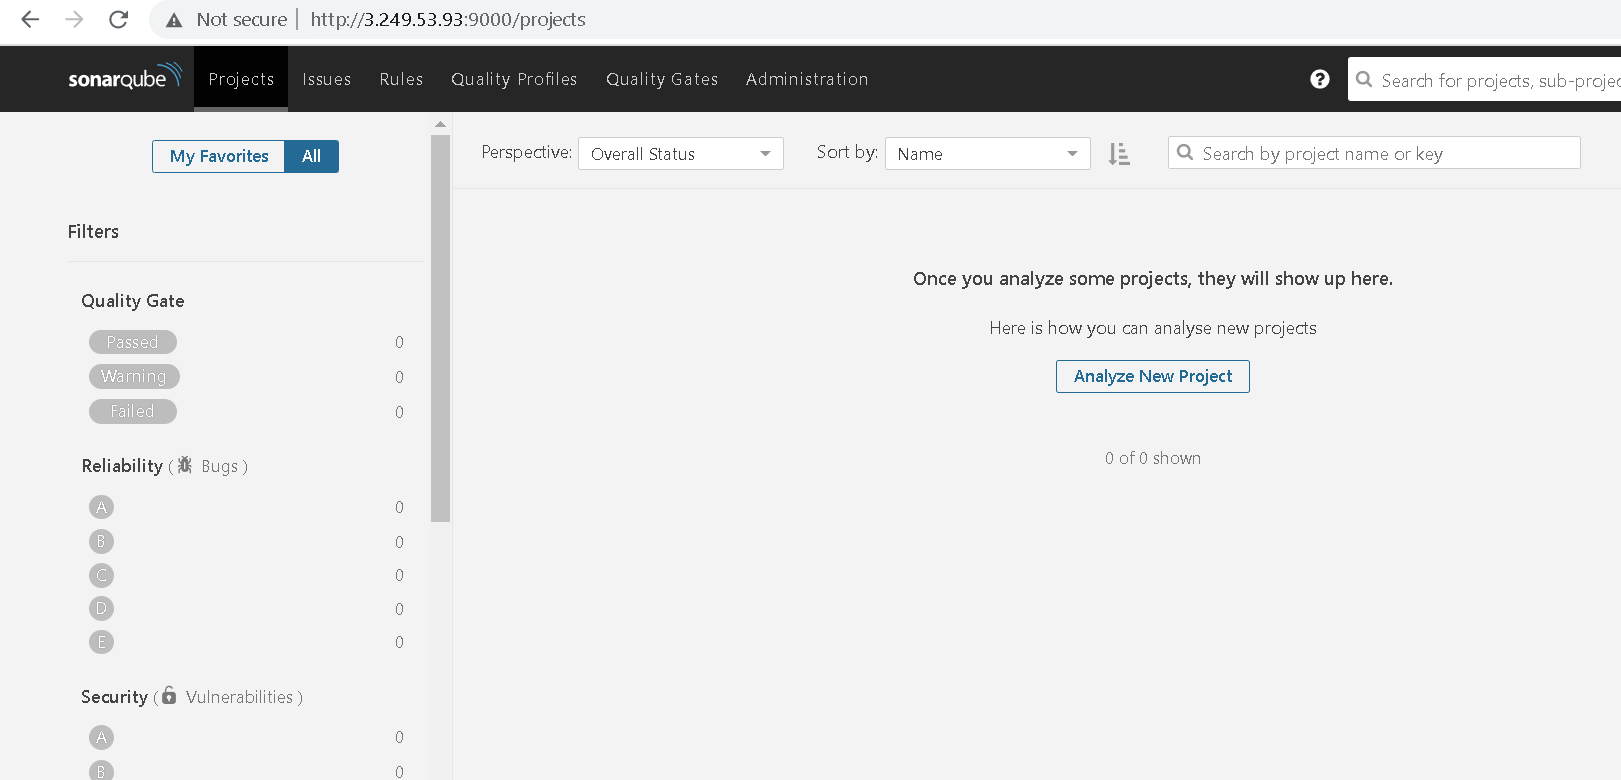 Not secure | http://3.249.53.93:9000/projects
sonarqube Projects Issues Rules Quality Profiles Quality Gates Administration ? Search for projects, sub-projec
My Favorites All
Perspective: Overall Status Sort by: Name Search by project name or key
Filters
Once you analyze some projects, they will show up here.
Quality Gate
Here is how you can analyse new projects
Passed 0
Warning 0
Analyze New Project
Failed 0
0 of 0 shown
Reliability ( Bugs )
A 0
B 0
C 0
D 0
E 0
Security ( Vulnerabilities )
A 0
B 0